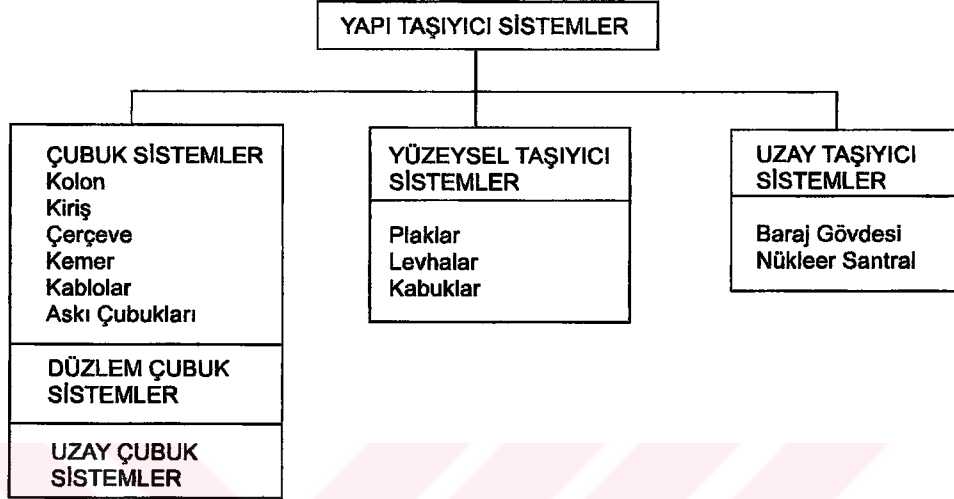 YAPI TAŞIYICI SİSTEMLER
ÇUBUK SİSTEMLER
Kolon
Kiriş
Çerçeve
Kemer
Kablolar
Askı Çubukları
DÜZLEM ÇUBUK
SİSTEMLER
UZAY ÇUBUK
SİSTEMLER
YÜZEYSEL TAŞIYICI
SİSTEMLER
Plaklar
Levhalar
Kabuklar
UZAY TAŞIYICI
SİSTEMLER
Baraj Gövdesi
Nükleer Santral